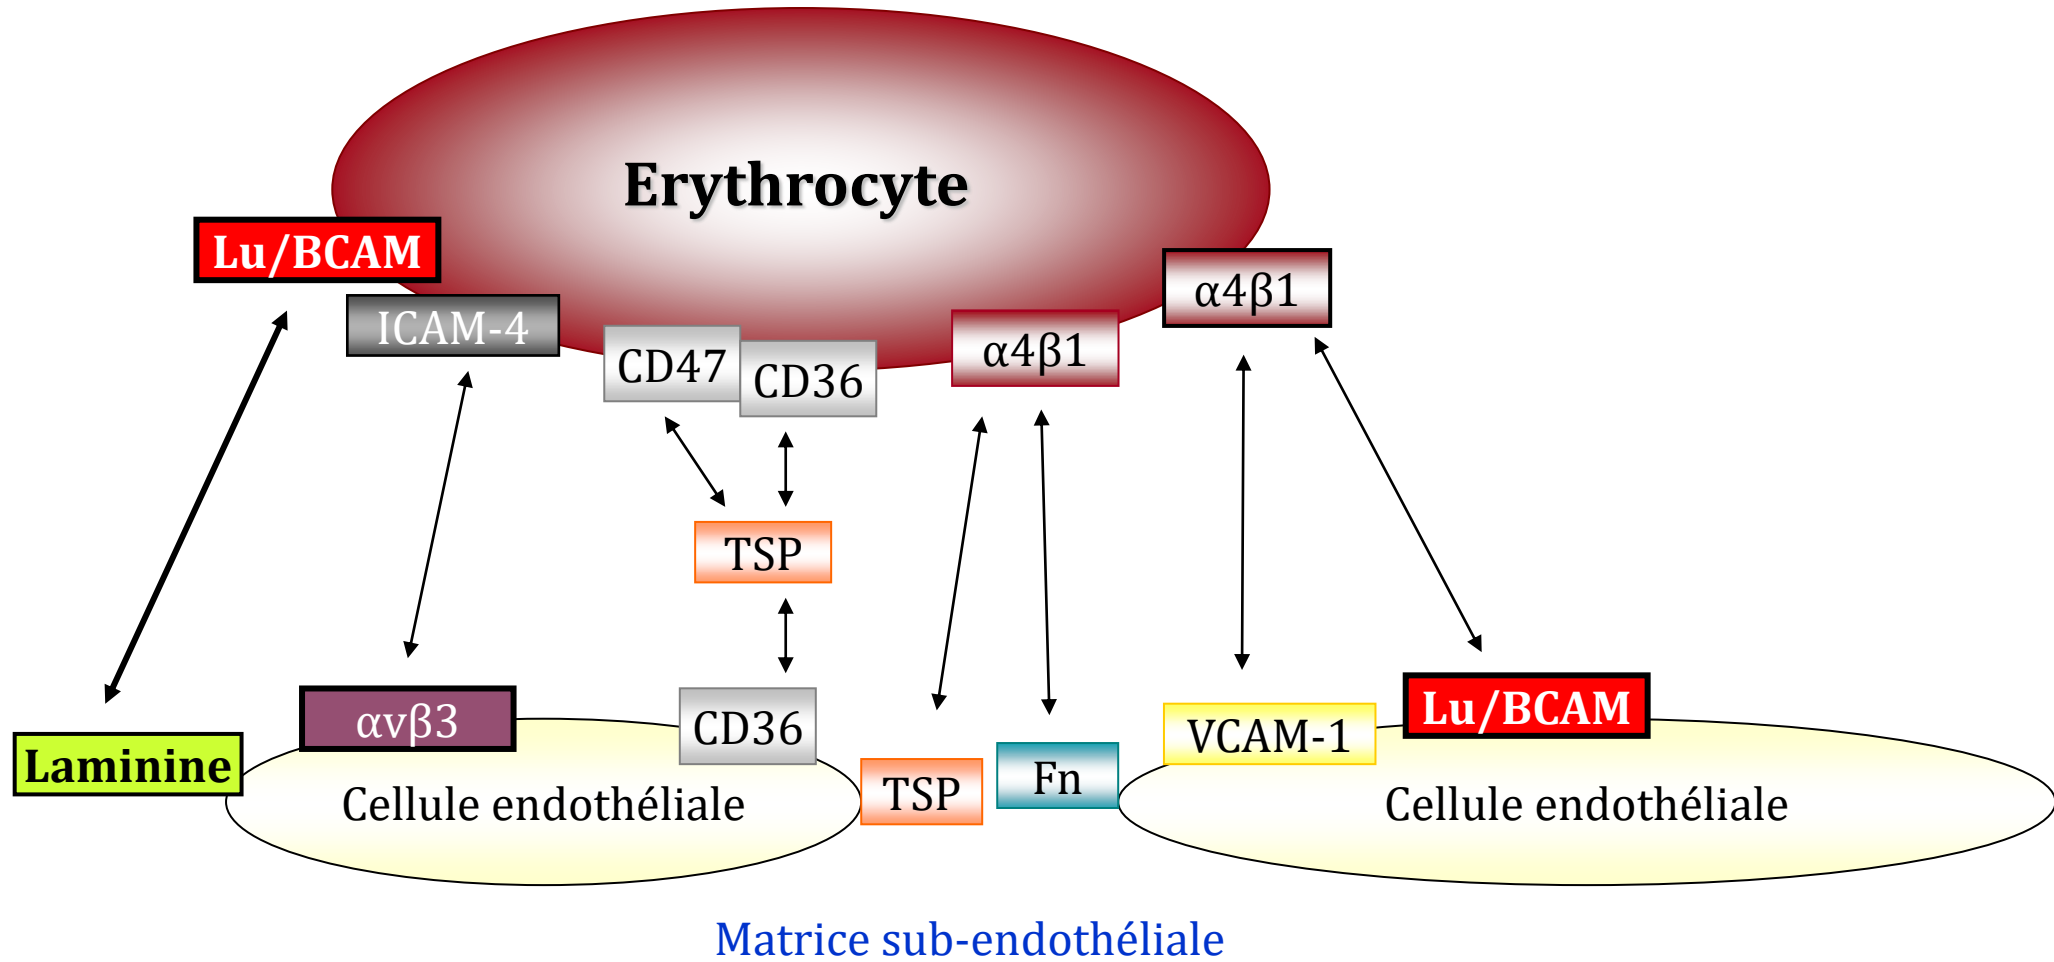 Erythrocyte
Lu/BCAM
α4β1
ICAM-4
CD47
CD36
α4β1
TSP
αvβ3
CD36
VCAM-1
Lu/BCAM
Laminine
Cellule endothéliale
TSP
Fn
Cellule endothéliale
Matrice sub-endothéliale